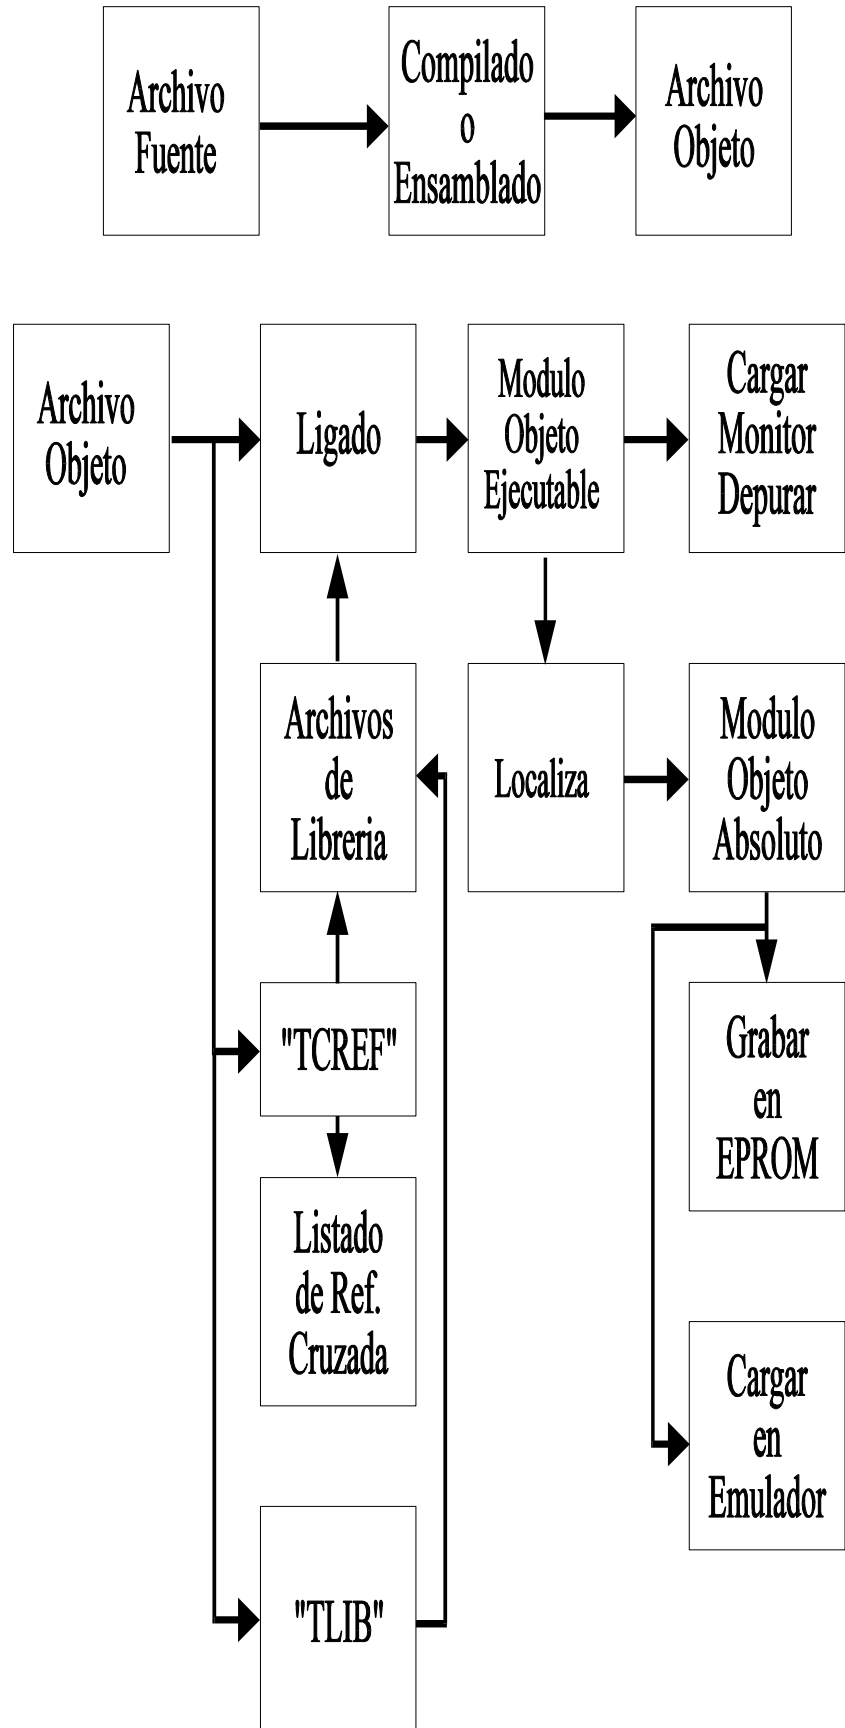 Archivo
Fuente
Compilado
o
Ensamblado
Archivo
Objeto
Archivo
Objeto
Ligado
Modulo
Objeto
Ejecutable
Cargar
Monitor
Depurar
Archivos
de
Libreria
Localiza
Modulo
Objeto
Absoluto
"TCREF"
Grabar
en
EPROM
Listado
de Ref.
Cruzada
Cargar
en
Emulador
"TLIB"